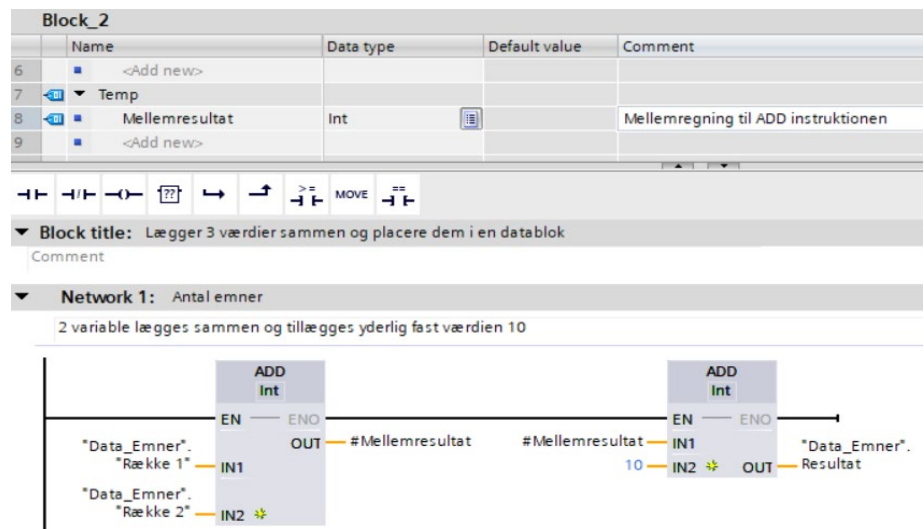 Block_2
Name Data type Default value Comment
6 <Add new>
7 Temp
8 Mellemresultat Int Mellemregning til ADD instruktionen
9 <Add new>
?? >= MOVE ==
Block title: Lægger 3 værdier sammen og placere dem i en datablok
Comment
Network 1: Antal emner
2 variable lægges sammen og tillægges yderlig fast værdien 10
ADD
Int
EN ENO
OUT #Mellemresultat
"Data_Emner".
"Række 1" IN1
"Data_Emner".
"Række 2" IN2
ADD
Int
EN ENO
#Mellemresultat IN1
10 IN2 OUT
"Data_Emner".
Resultat